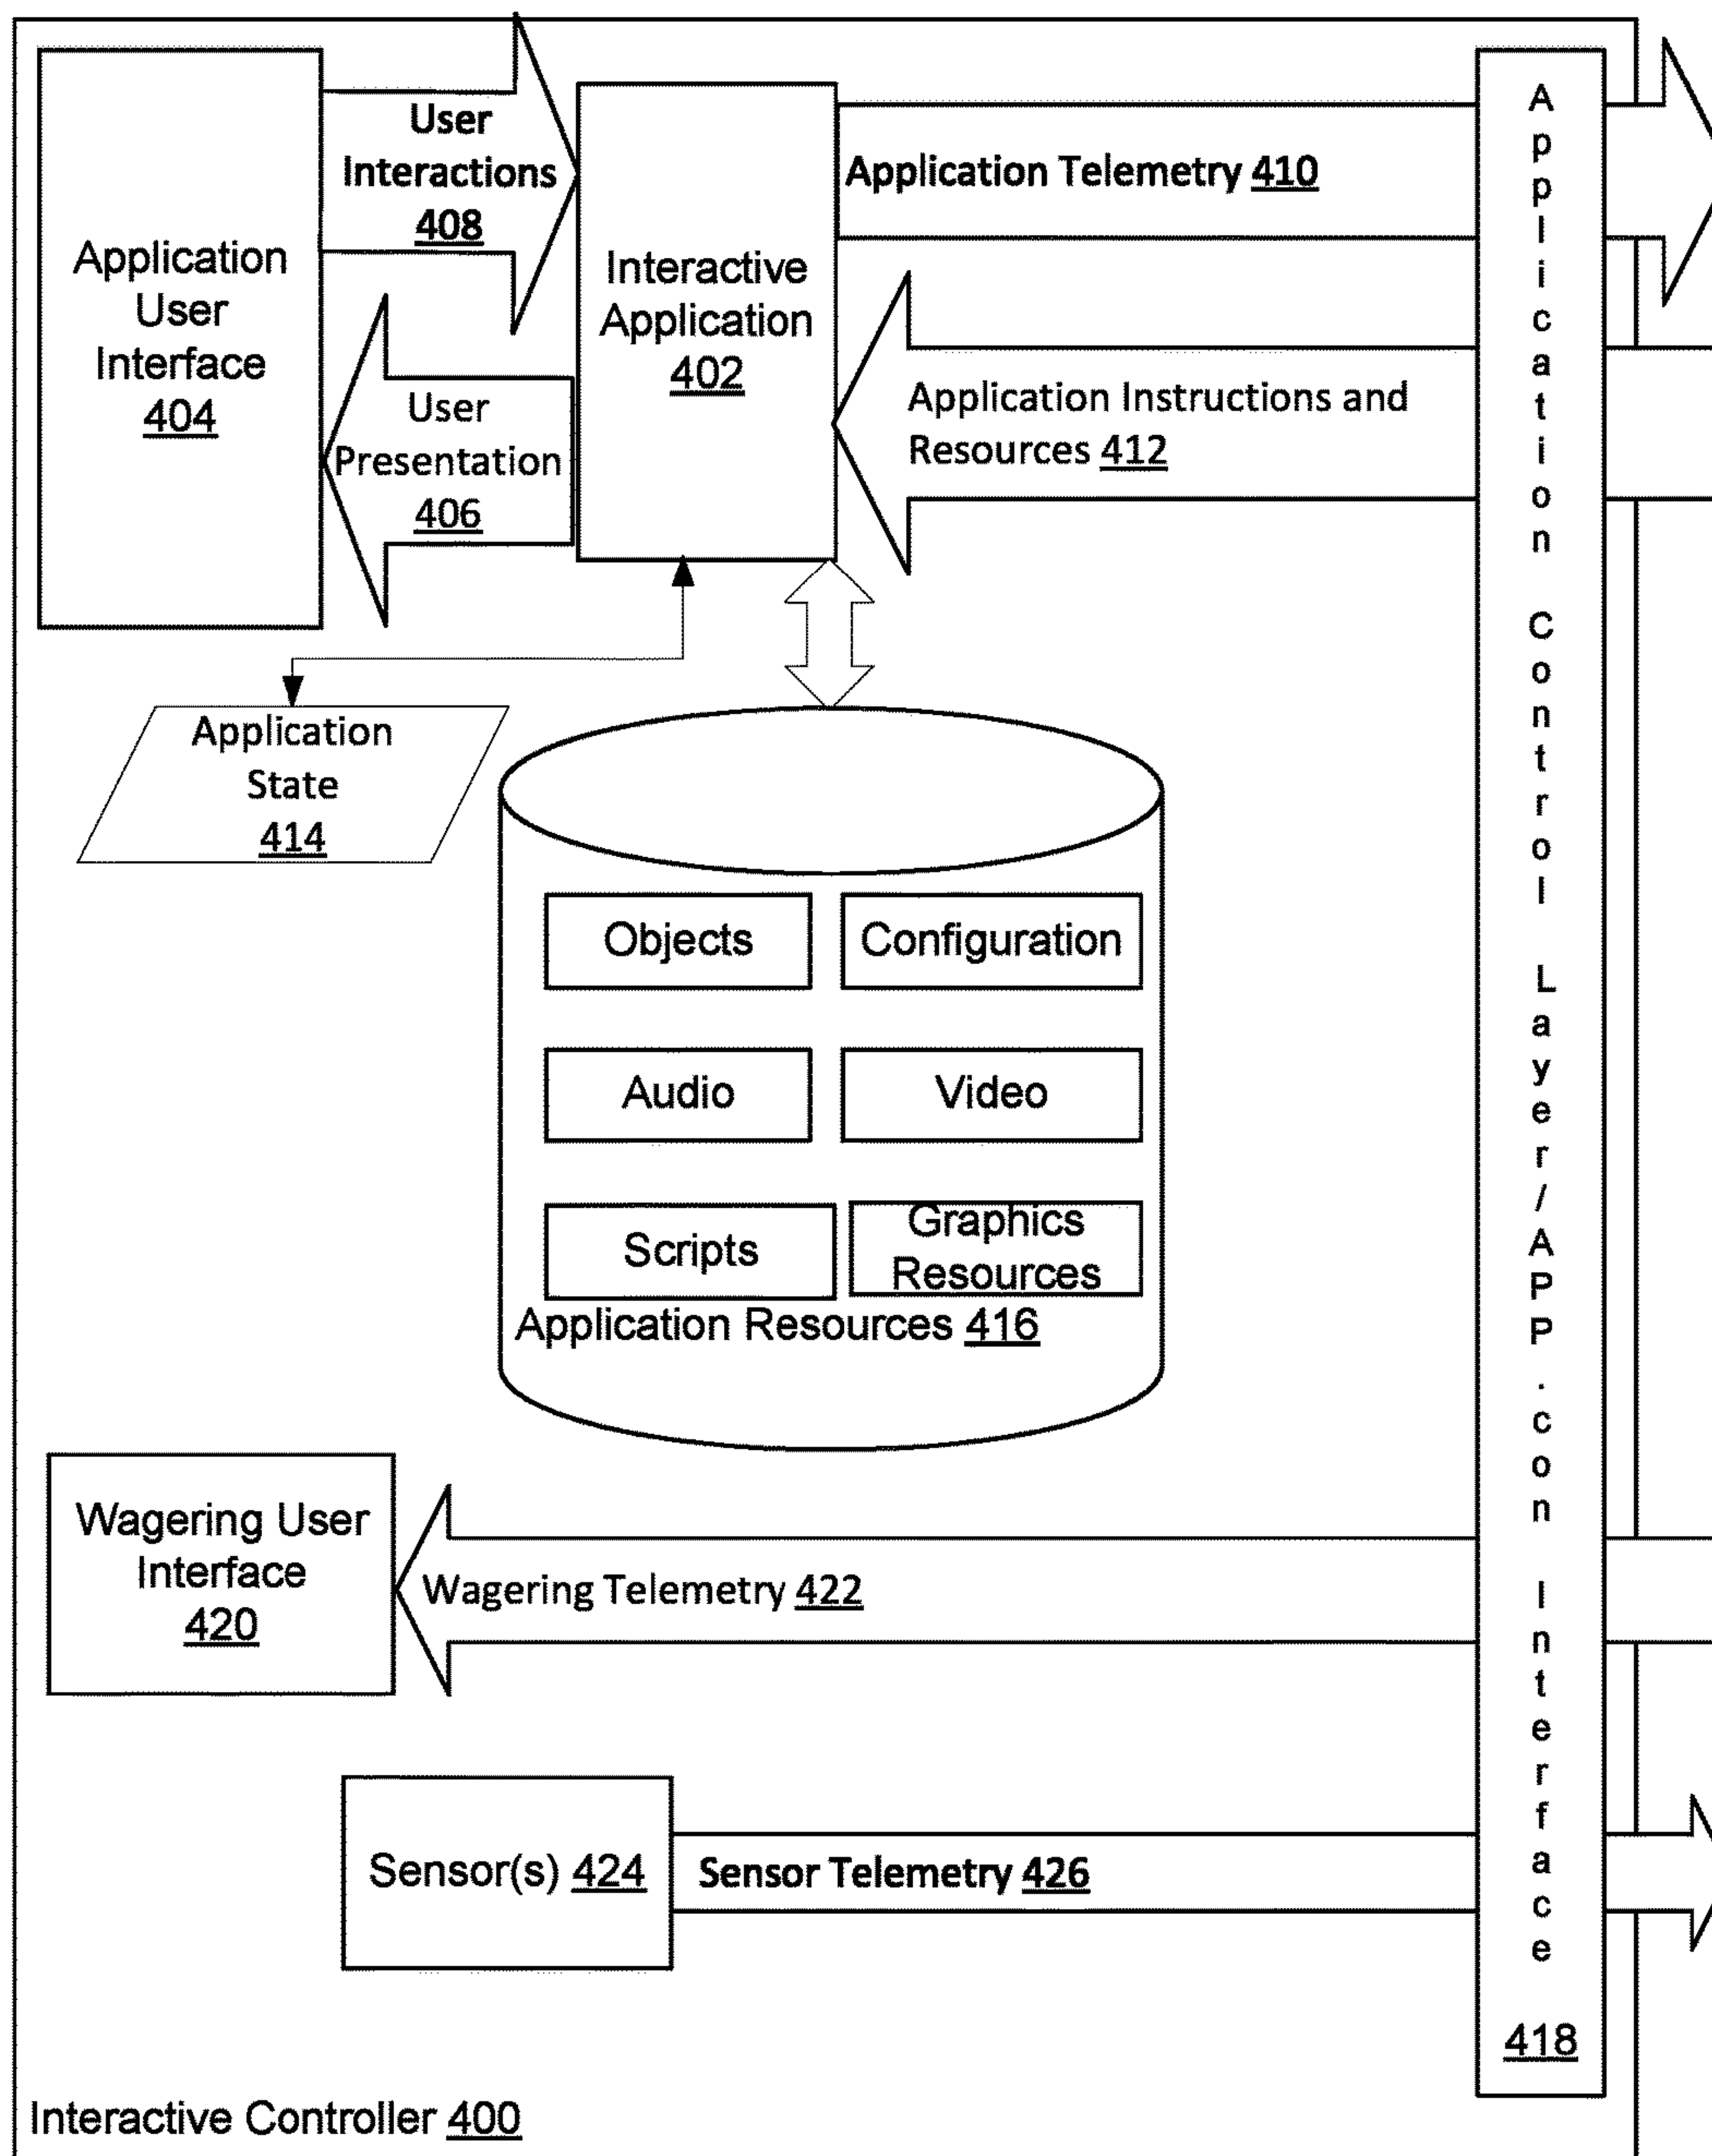 Application
User
Interface
404
User
Interactions
408
User
Presentation
406
Interactive
Application
402
Application Telemetry 410
Application Instructions and
Resources 412
Application
State
414
Objects
Configuration
Audio
Video
Scripts
Graphics
Resources
Application Resources 416
Wagering User
Interface
420
Wagering Telemetry 422
Sensor(s) 424
Sensor Telemetry 426
Application Control Layer/APP.con Interface
418
Interactive Controller 400